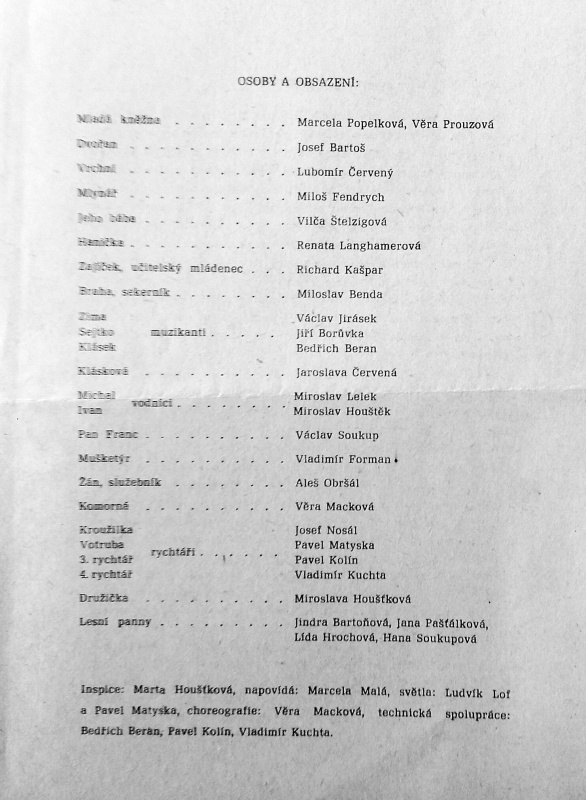 OSOBY A OBSAZENÍ:
Mladá kněžna . . . . . . . . Marcela Popelková, Věra Prouzová
Dvořan . . . . . . . . . . Josef Bartoš
Vrchní . . . . . . . . . . Lubomír Červený
Mlynář . . . . . . . . . . Miloš Fendrych
Jeho bába . . . . . . . . . Vilča Štelzigová
Hanička . . . . . . . . . . Renata Langhamerová
Zajíček, učitelský mládenec . . . Richard Kašpar
Braha, sekerník . . . . . . . . Miloslav Benda
Zima Václav Jirásek
Sejtko muzikanti . . . . . Jiří Borůvka
Klásek Bedřich Beran
Klásková . . . . . . . . . . Jaroslava Červená
Michal vodníci . . . . . . . . Miroslav Lelek
Ivan Miroslav Houštěk
Pan Franc . . . . . . . . . . Václav Soukup
Mušketýr . . . . . . . . . . Vladimír Forman
Žán, služebník . . . . . . . . Aleš Obršál
Komorná . . . . . . . . . . Věra Macková
Kroužilka Josef Nosál
Votruba Pavel Matyska
3. rychtář rychtáři . . . . . . Pavel Kolín
4. rychtář Vladimír Kuchta
Družička . . . . . . . . . . Miroslava Houšťková
Lesní panny . . . . . . . . . Jindra Bartoňová, Jana Pašťálková,
Lída Hrochová, Hana Soukupová
Inspice: Marta Houšťková, napovídá: Marcela Malá, světla: Ludvík Lof
a Pavel Matyska, choreografie: Věra Macková, technická spolupráce:
Bedřich Beran, Pavel Kolín, Vladimír Kuchta.